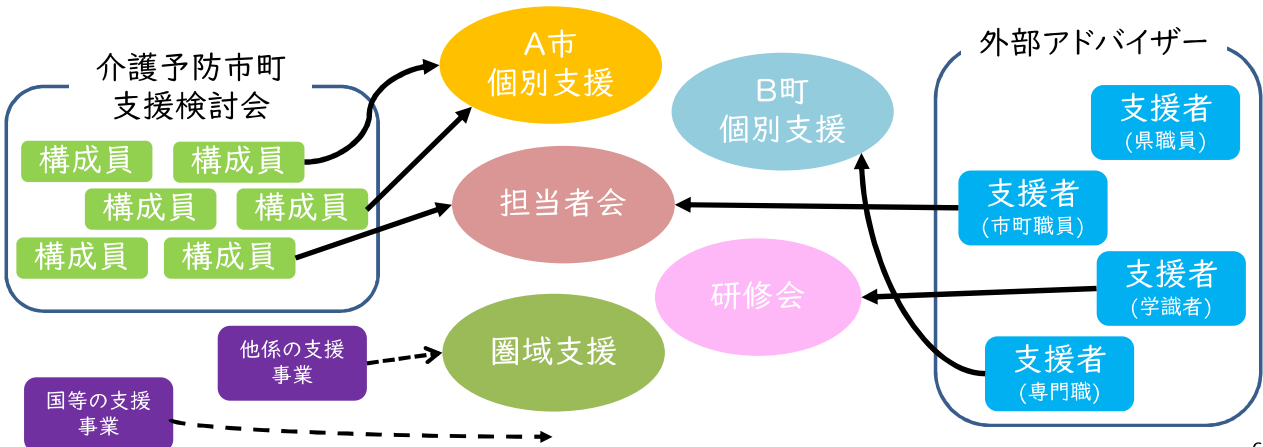 介護予防市町
支援検討会
構成員
構成員
構成員
構成員
構成員
構成員
A市
個別支援
B町
個別支援
担当者会
研修会
圏域支援
他係の支援
事業
国等の支援
事業
外部アドバイザー
支援者
(県職員)
支援者
(市町職員)
支援者
(学識者)
支援者
(専門職)